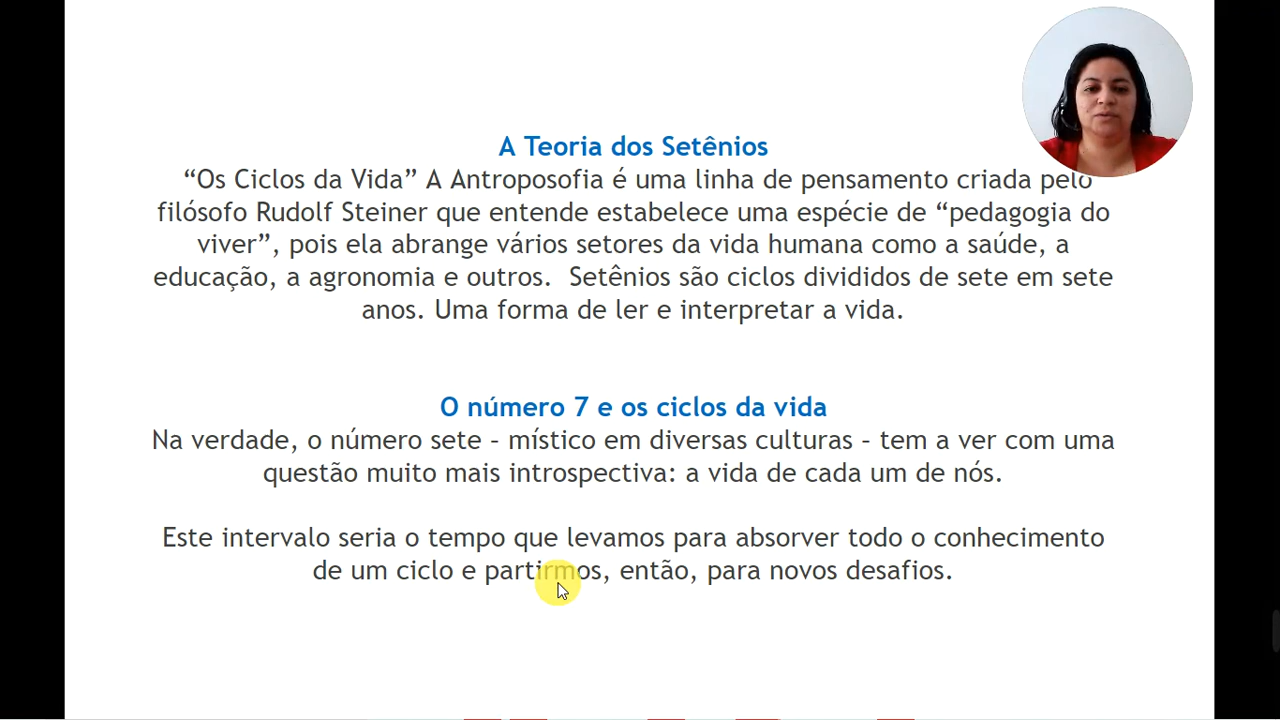 A Teoria dos Setênios
“Os Ciclos da Vida” A Antroposofia é uma linha de pensamento criada pelo
filósofo Rudolf Steiner que entende estabelece uma espécie de “pedagogia do
viver”, pois ela abrange vários setores da vida humana como a saúde, a
educação, a agronomia e outros.  Setênios são ciclos divididos de sete em sete
anos. Uma forma de ler e interpretar a vida.
O número 7 e os ciclos da vida
Na verdade, o número sete – místico em diversas culturas – tem a ver com uma
questão muito mais introspectiva: a vida de cada um de nós.
Este intervalo seria o tempo que levamos para absorver todo o conhecimento
de um ciclo e partirmos, então, para novos desafios.